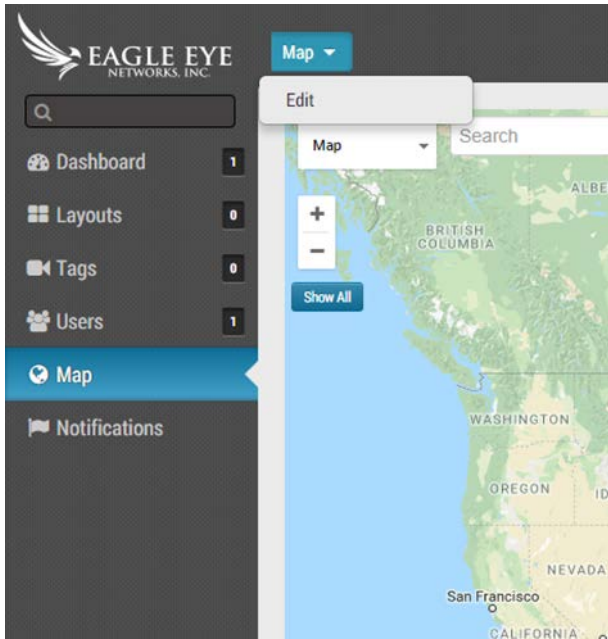 EAGLE EYE
NETWORKS, INC.
Map
Edit
Map
Search
Dashboard 1
Layouts 0
Tags 0
Users 1
Map
Notifications
+
−
Show All
ALBE
BRITISH
COLUMBIA
WASHINGTON
OREGON
ID
NEVADA
San Francisco
CALIFORNIA